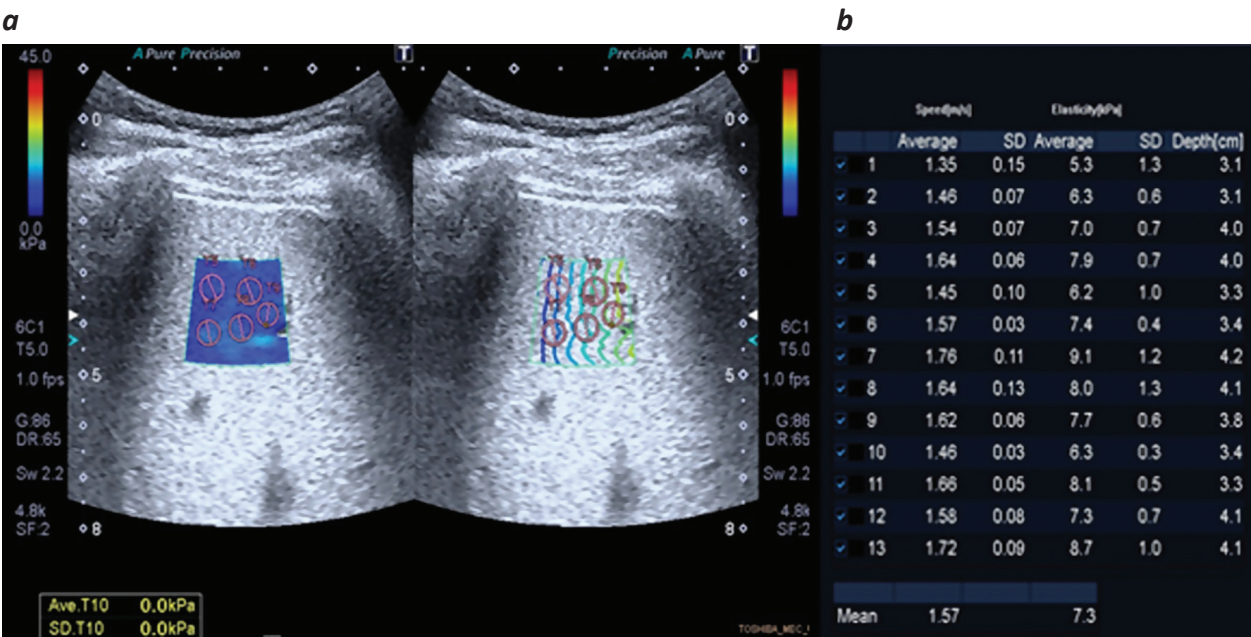 a
b
45.0
A Pure Precision
T
Precision A Pure
T
0
0
0.0
kPa
6C1
T5.0
1.0 fps
G:86
DR:65
Sw 2.2
4.8k
SF:2
5
5
8
8
6C1
T5.0
1.0 fps
G:86
DR:65
Sw 2.2
4.8k
SF:2
Ave.T10 0.0kPa
SD.T10 0.0kPa
Speed[m/s] Elasticity[kPa]
Average SD Average SD Depth[cm]
1 1.35 0.15 5.3 1.3 3.1
2 1.46 0.07 6.3 0.6 3.1
3 1.54 0.07 7.0 0.7 4.0
4 1.64 0.06 7.9 0.7 4.0
5 1.45 0.10 6.2 1.0 3.3
6 1.57 0.03 7.4 0.4 3.4
7 1.76 0.11 9.1 1.2 4.2
8 1.64 0.13 8.0 1.3 4.1
9 1.62 0.06 7.7 0.6 3.8
10 1.46 0.03 6.3 0.3 3.4
11 1.66 0.05 8.1 0.5 3.3
12 1.58 0.08 7.3 0.7 4.1
13 1.72 0.09 8.7 1.0 4.1
Mean 1.57 7.3